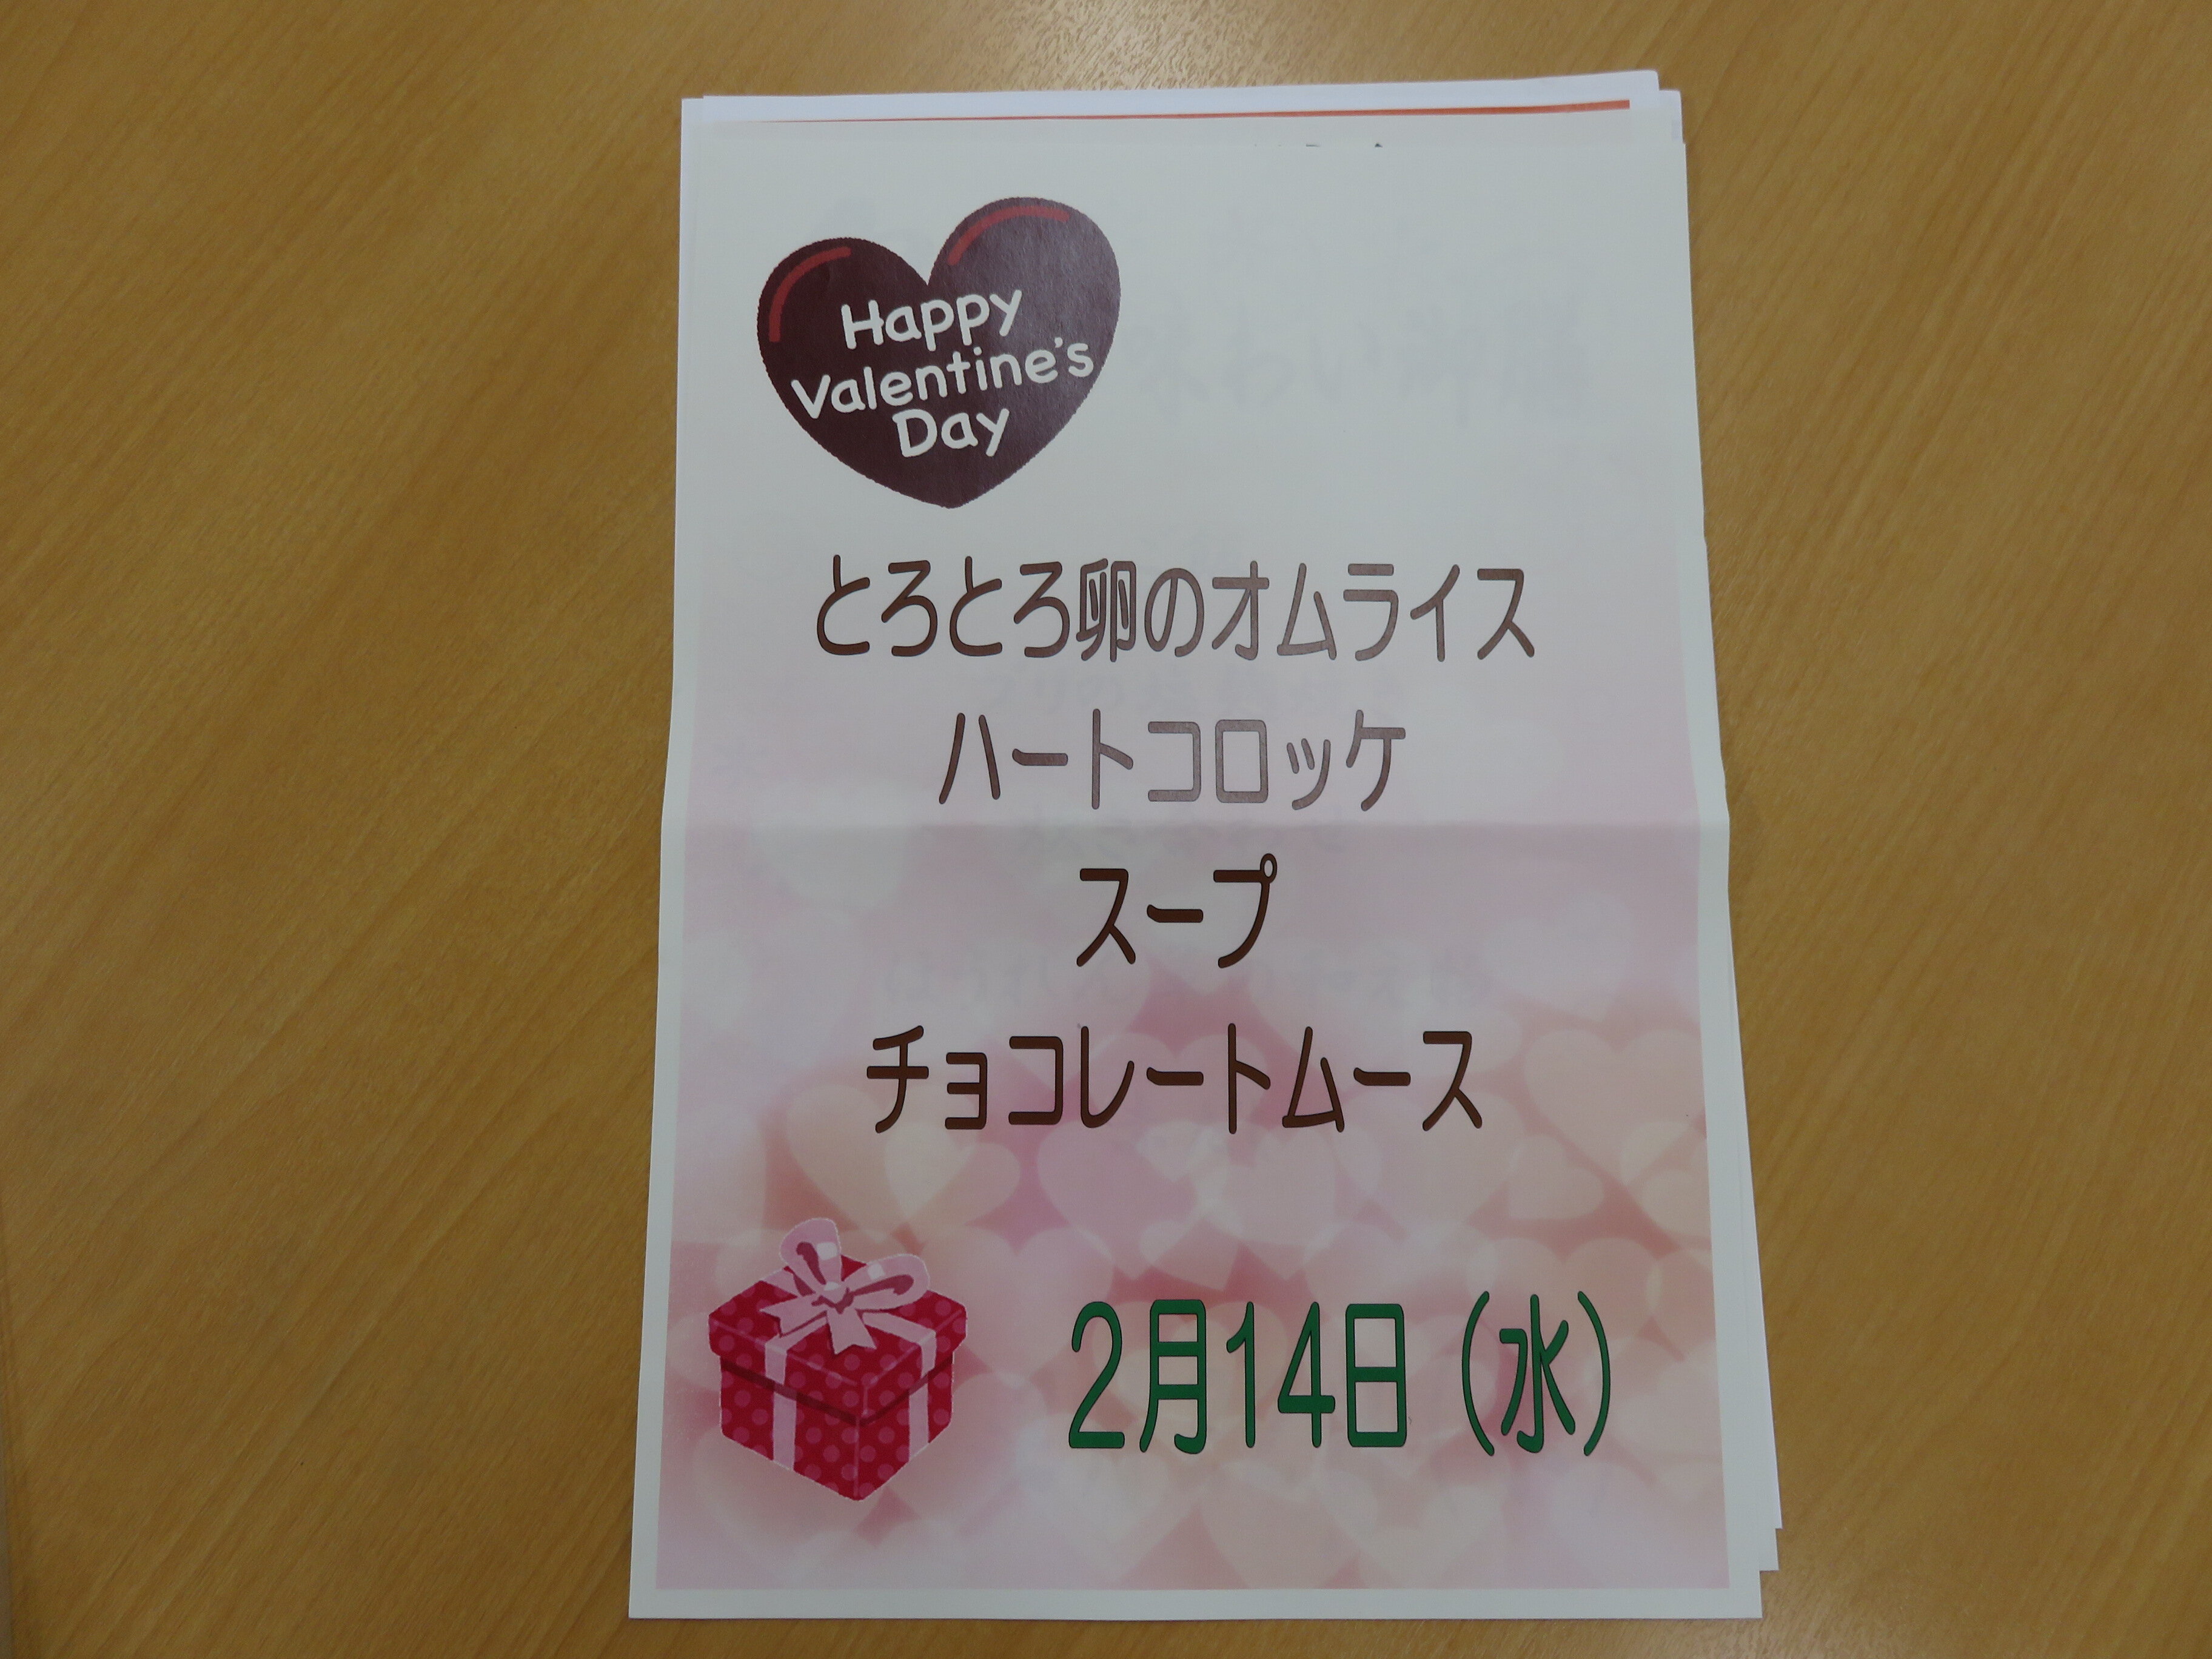 Happy
Valentine's
Day
とろとろ卵のオムライス
ハートコロッケ
スープ
チョコレートムース
2月14日（水）